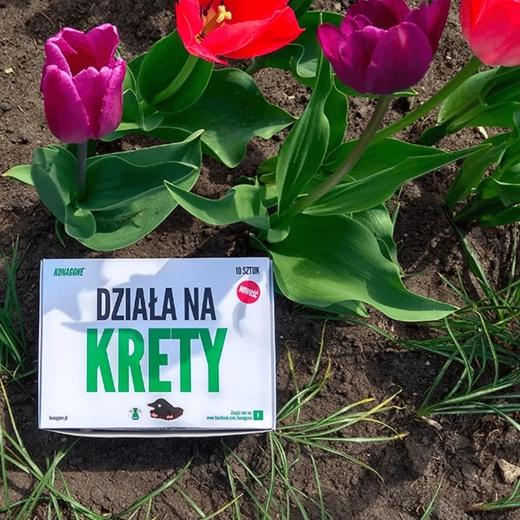 KUNAGONE
10 SZTUK
NOWOŚĆ
DZIAŁA NA
KRETY
kunagone.pl
Znajdź nas na
www.facebook.com/kunagone
f